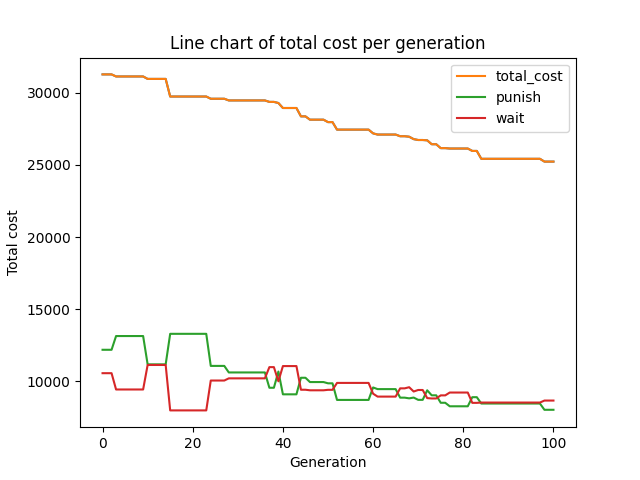 Line chart of total cost per generation
total_cost
punish
wait
Total cost
30000
25000
20000
15000
10000
0
20
40
60
80
100
Generation